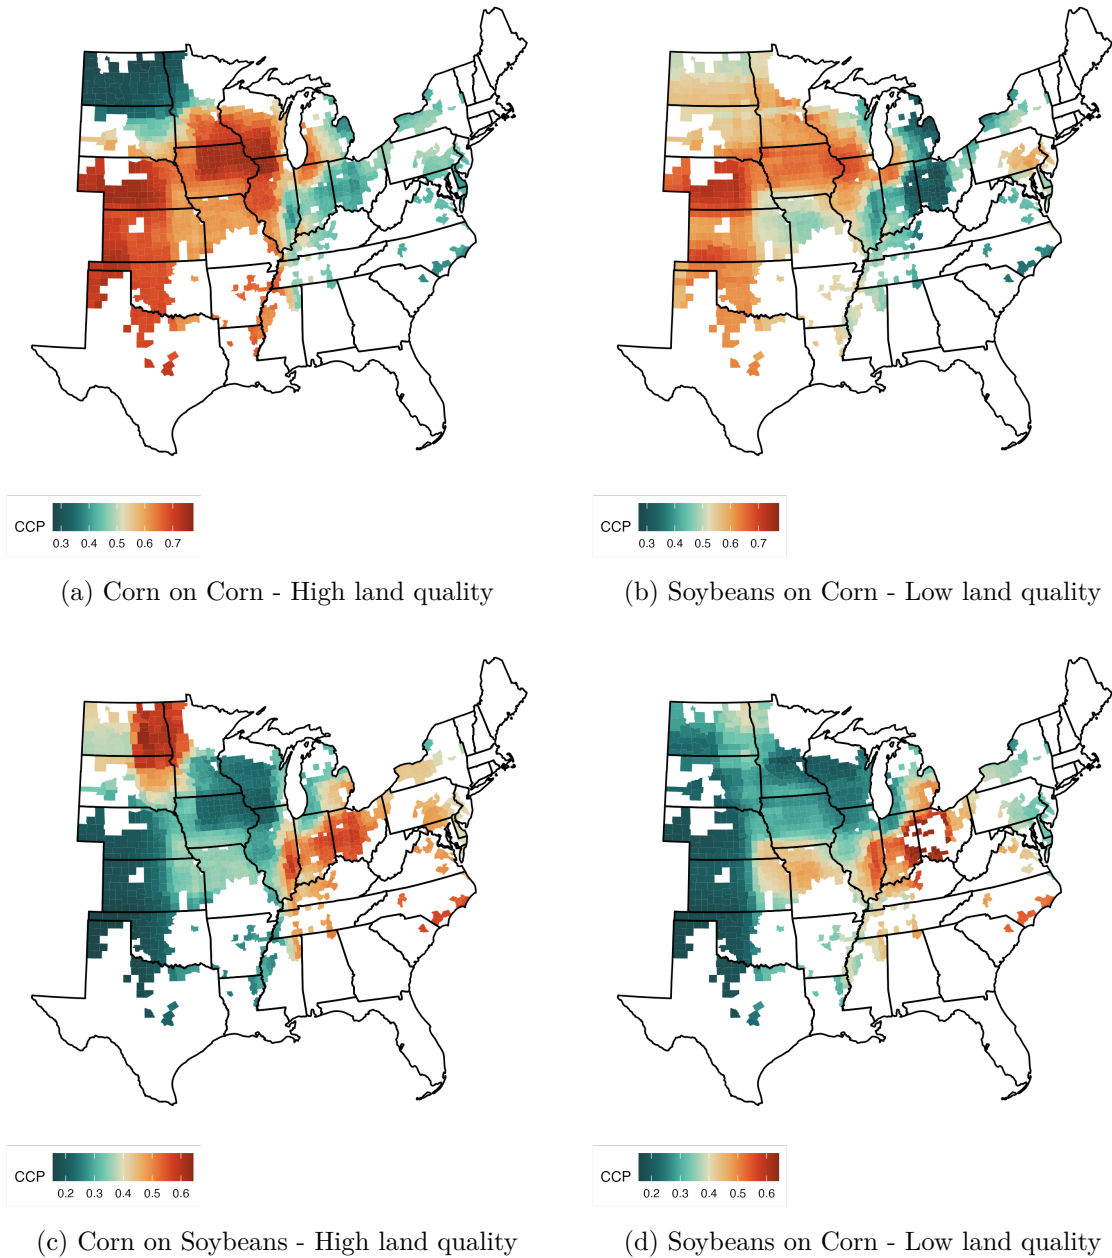 CCP
0.3 0.4 0.5 0.6 0.7
(a) Corn on Corn - High land quality
CCP
0.3 0.4 0.5 0.6 0.7
(b) Soybeans on Corn - Low land quality
CCP
0.2 0.3 0.4 0.5 0.6
(c) Corn on Soybeans - High land quality
CCP
0.2 0.3 0.4 0.5 0.6
(d) Soybeans on Corn - Low land quality